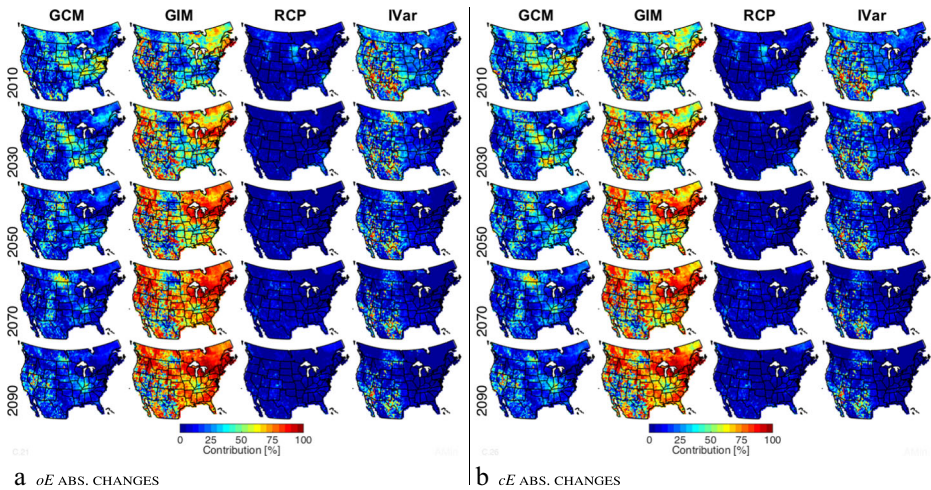 GCM GIM RCP IVar
2010
2030
2050
2070
2090
0 25 50 75 100
Contribution [%]
C.21
a oE ABS. CHANGES
GCM GIM RCP IVar
2010
2030
2050
2070
2090
0 25 50 75 100
Contribution [%]
b cE ABS. CHANGES